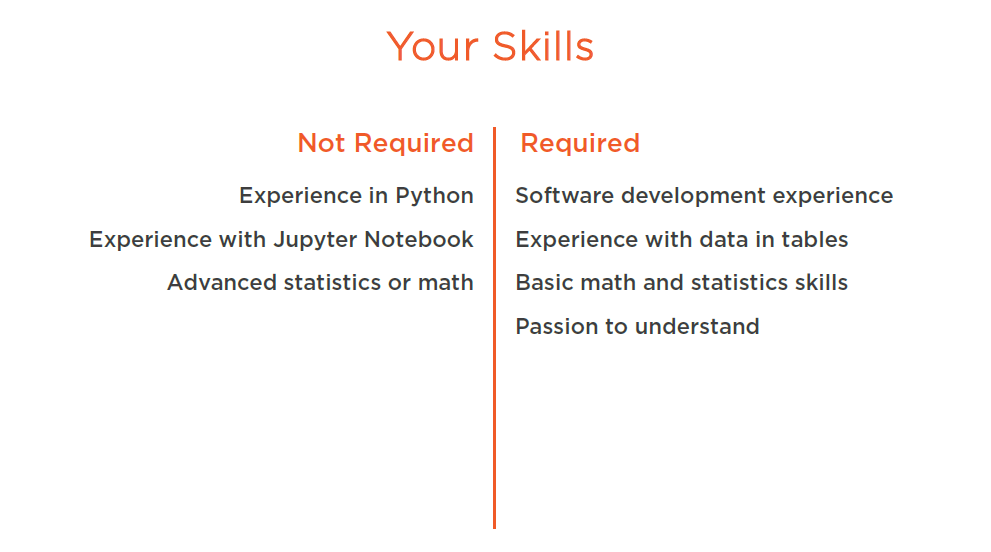 Your Skills
Not Required
Experience in Python
Experience with Jupyter Notebook
Advanced statistics or math
Required
Software development experience
Experience with data in tables
Basic math and statistics skills
Passion to understand